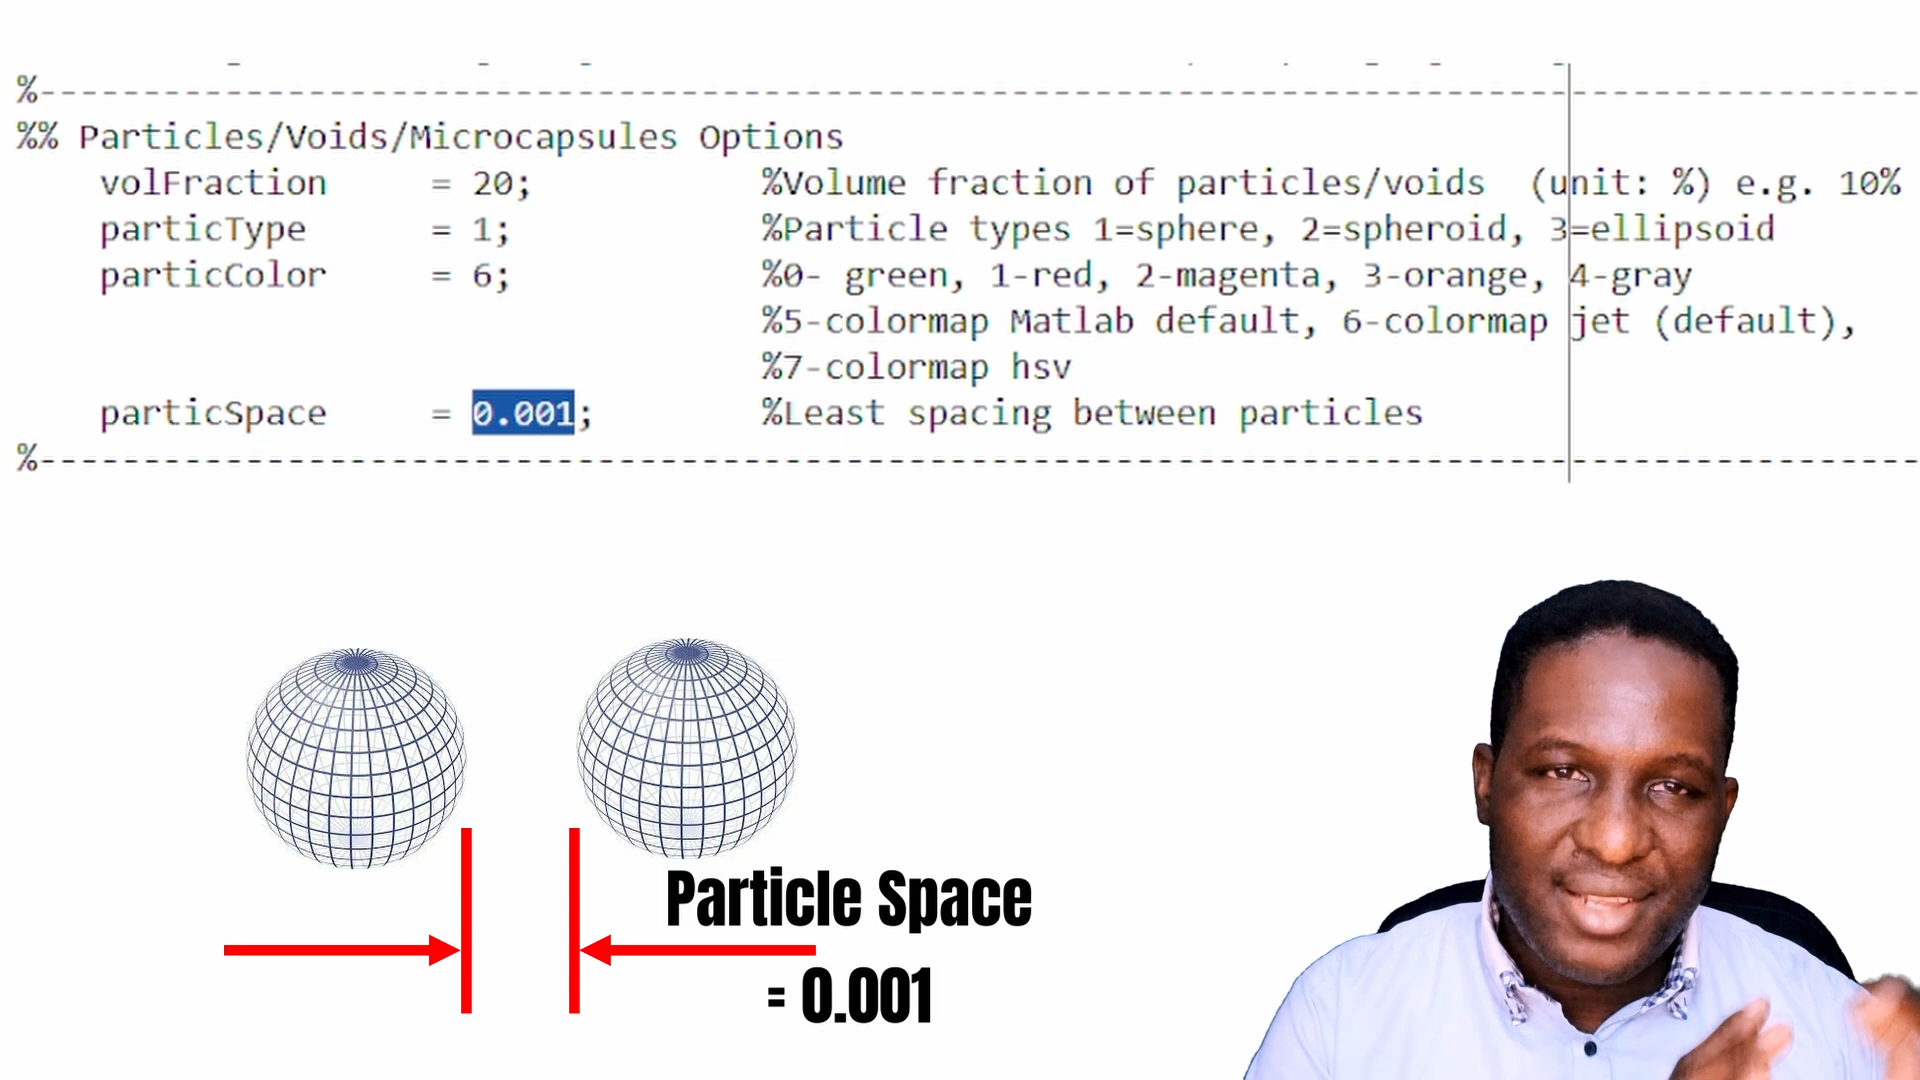 %--------------------------------------------------------------------------------
%% Particles/Voids/Microcapsules Options
volFraction = 20; %Volume fraction of particles/voids (unit: %) e.g. 10%
particType = 1; %Particle types 1=sphere, 2=spheroid, 3=ellipsoid
particColor = 6; %0- green, 1-red, 2-magenta, 3-orange, 4-gray
%5-colormap Matlab default, 6-colormap jet (default),
%7-colormap hsv
particSpace = 0.001; %Least spacing between particles
%--------------------------------------------------------------------------------
Particle Space
= 0.001